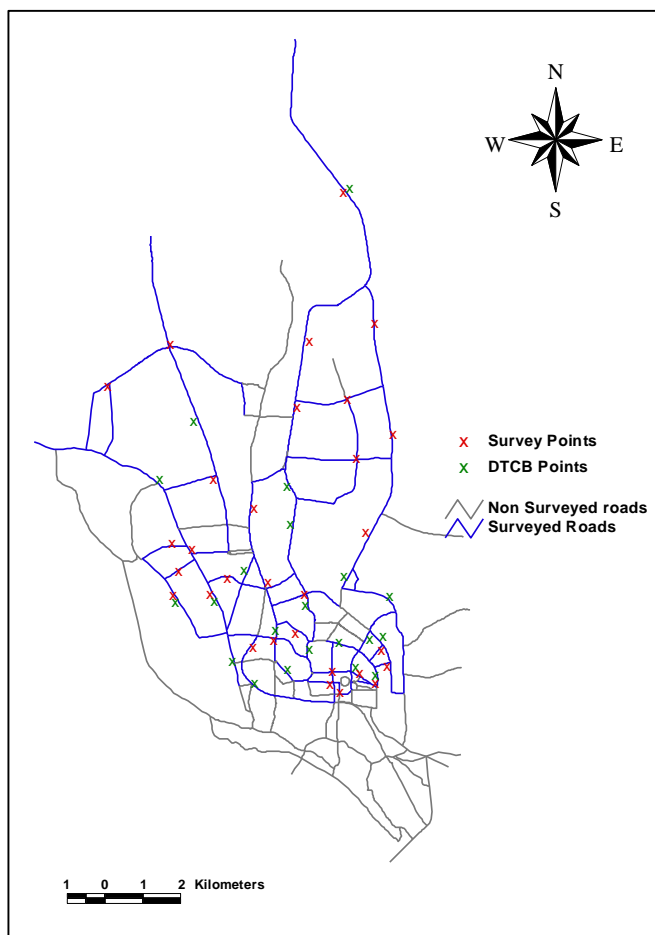 N
W E
S
x Survey Points
x DTCB Points
Non Surveyed roads
Surveyed Roads
1 0 1 2 Kilometers